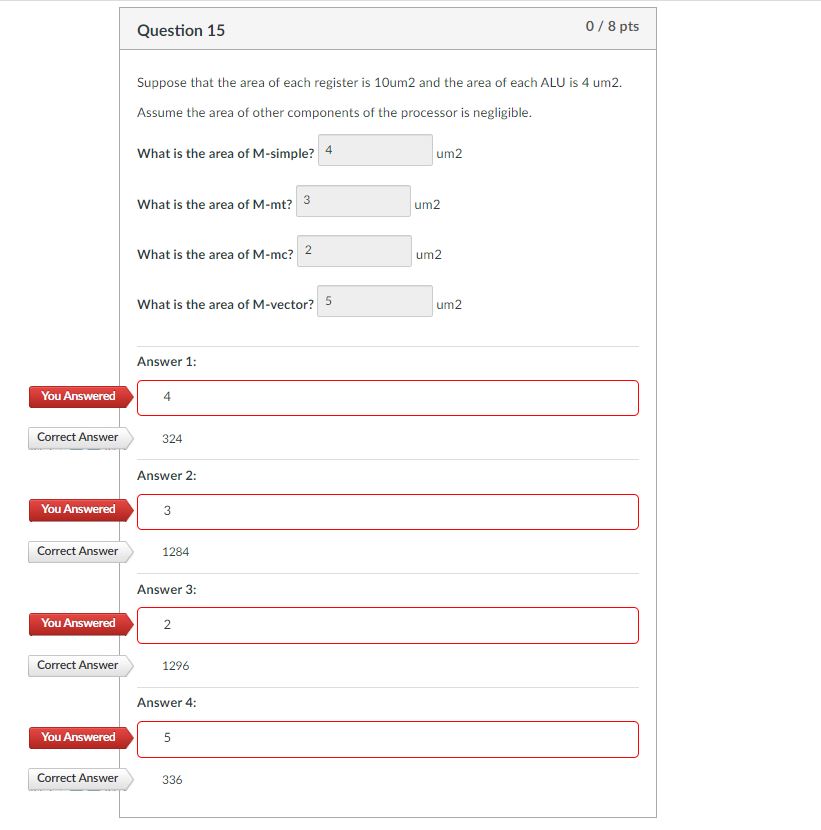 Question 15
0 / 8 pts
Suppose that the area of each register is 10um2 and the area of each ALU is 4 um2.
Assume the area of other components of the processor is negligible.
What is the area of M-simple? 4 um2
What is the area of M-mt? 3 um2
What is the area of M-mc? 2 um2
What is the area of M-vector? 5 um2
Answer 1:
You Answered 4
Correct Answer 324
Answer 2:
You Answered 3
Correct Answer 1284
Answer 3:
You Answered 2
Correct Answer 1296
Answer 4:
You Answered 5
Correct Answer 336